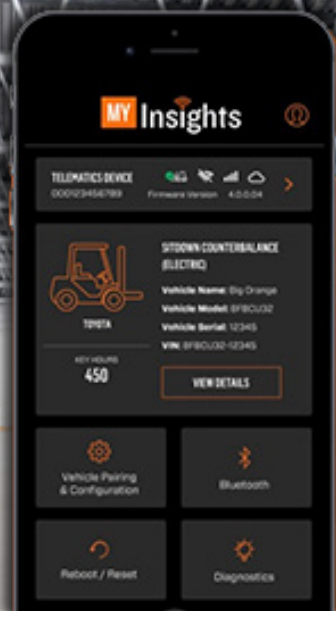 MY Insights
TELEMATICS DEVICE
000123456789 Firmware Version 4.0.0.04
SITDOWN COUNTERBALANCE
(ELECTRIC)
Vehicle Name: Big Orange
Vehicle Model: 8FBCU32
Vehicle Serial: 12345
VIN: 8FBCU32-12345
TOYOTA
KEY HOURS
450
VIEW DETAILS
Vehicle Pairing
& Configuration
Bluetooth
Reboot / Reset
Diagnostics